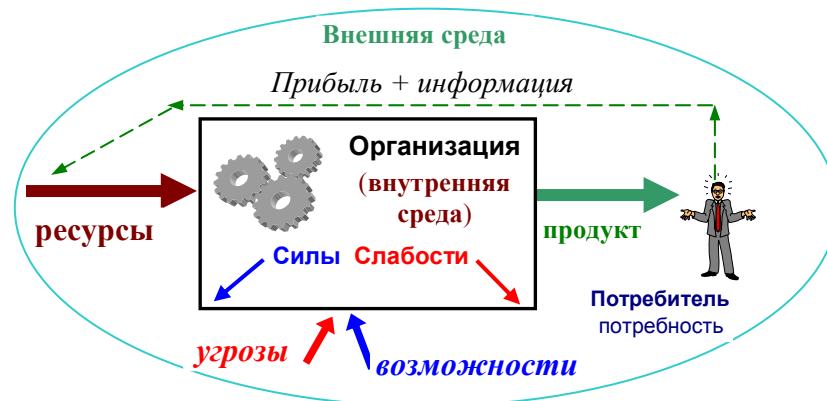 Внешняя среда
Прибыль + информация
Организация
(внутренняя
среда)
ресурсы
Силы Слабости
продукт
Потребитель
потребность
угрозы
возможности